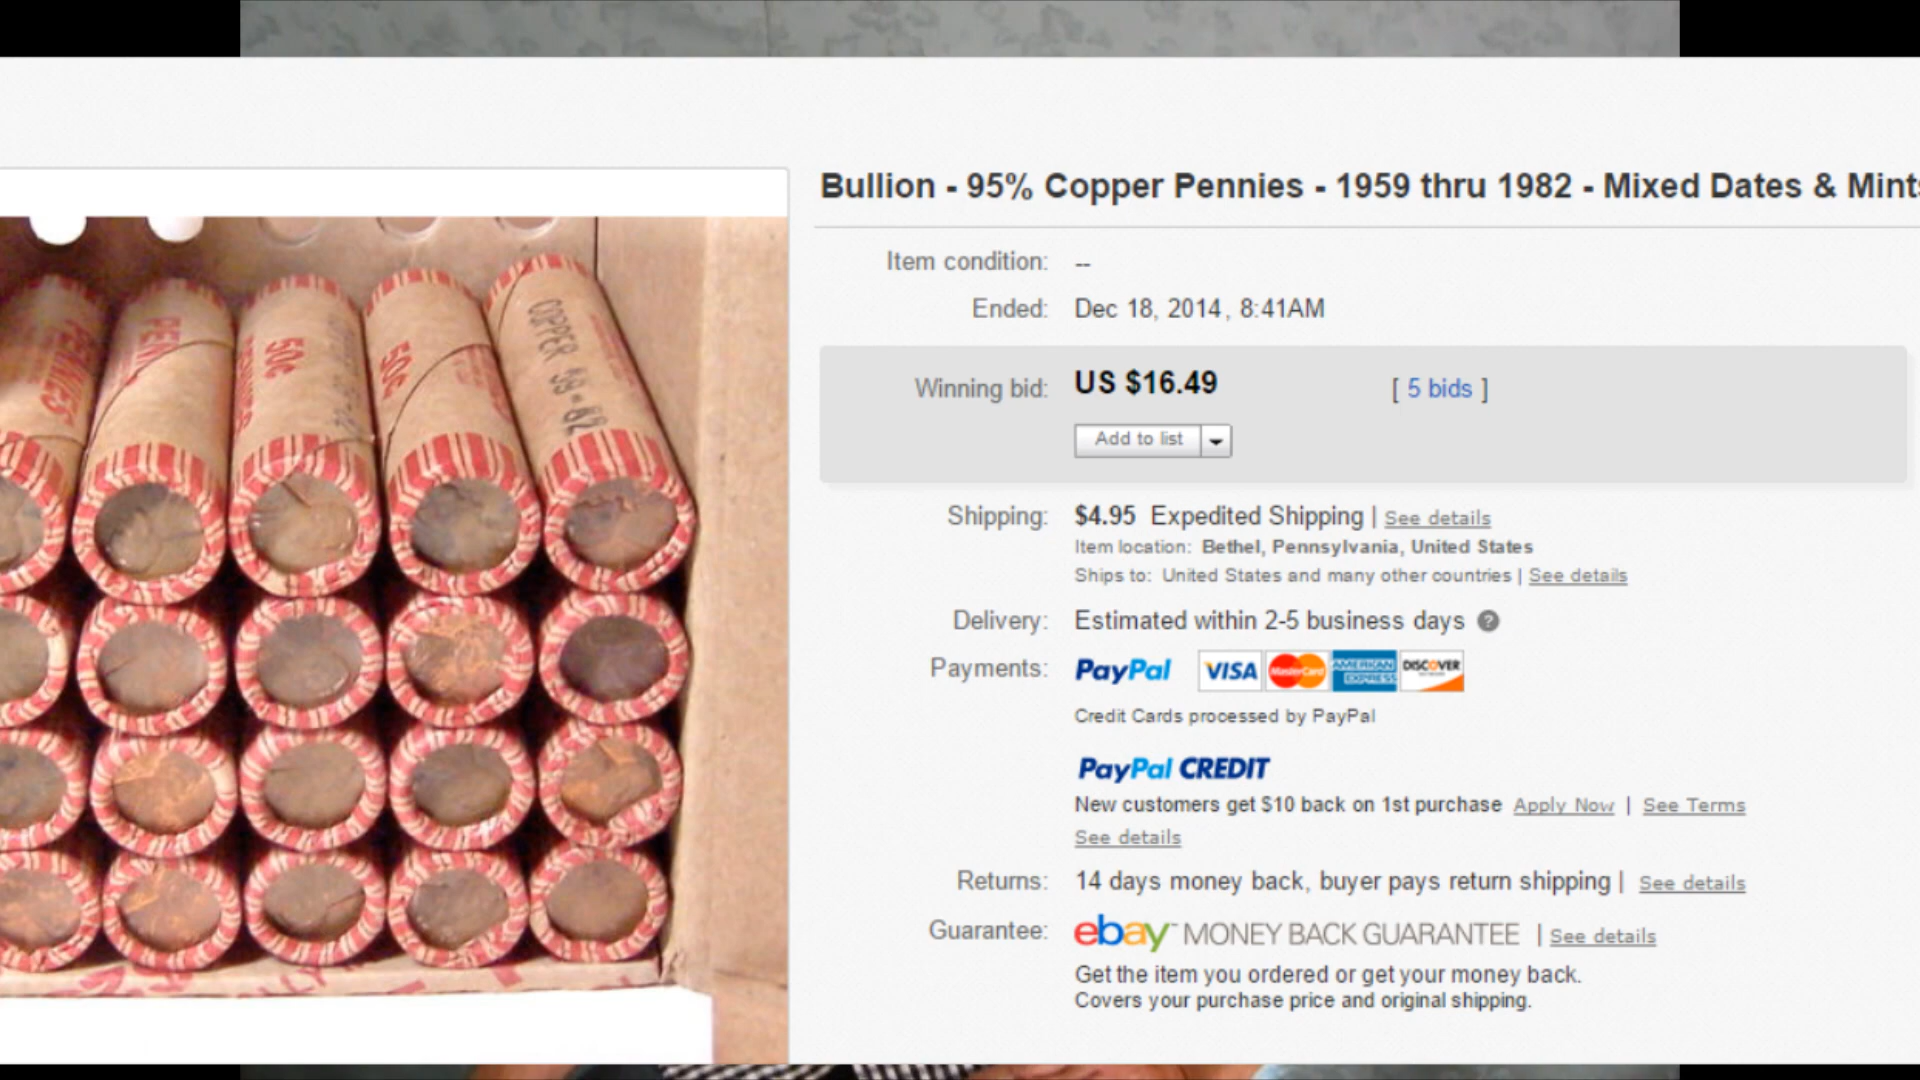 Bullion - 95% Copper Pennies - 1959 thru 1982 - Mixed Dates & Mints
Item condition: --
Ended: Dec 18, 2014, 8:41AM
Winning bid: US $16.49 [ 5 bids ]
Add to list
Shipping: $4.95 Expedited Shipping | See details
Item location: Bethel, Pennsylvania, United States
Ships to: United States and many other countries | See details
Delivery: Estimated within 2-5 business days ?
Payments: PayPal VISA MasterCard AMERICAN EXPRESS DISCOVER
Credit Cards processed by PayPal
PayPal CREDIT
New customers get $10 back on 1st purchase Apply Now | See Terms
See details
Returns: 14 days money back, buyer pays return shipping | See details
Guarantee: ebay™ MONEY BACK GUARANTEE | See details
Get the item you ordered or get your money back.
Covers your purchase price and original shipping.
PENNIES
50¢
50¢
COPPER 59-82